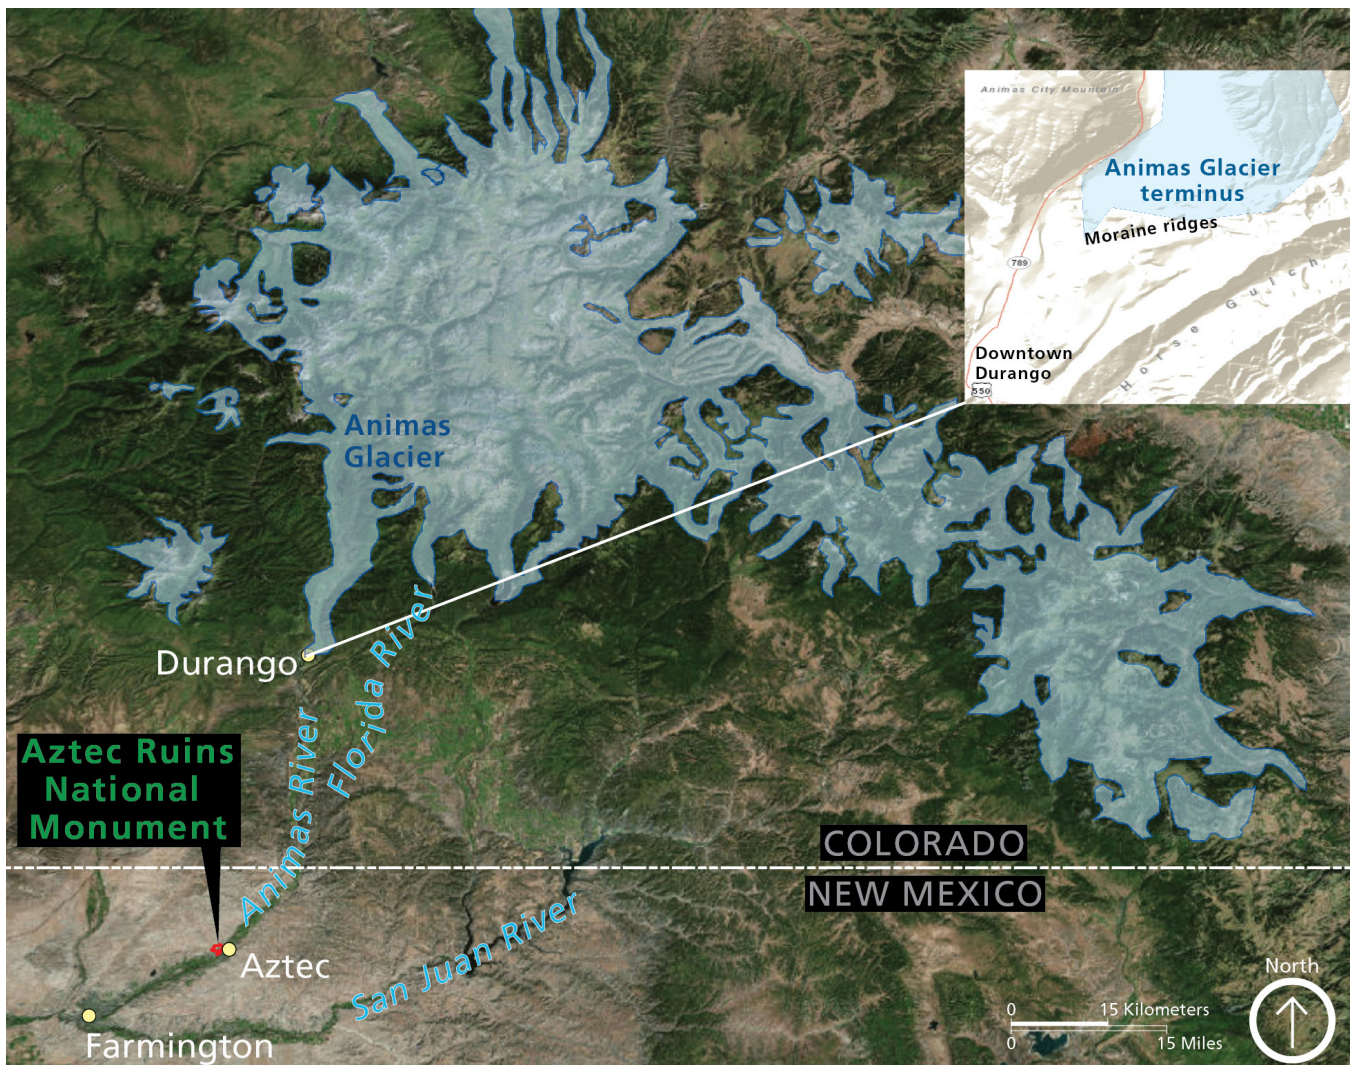 Animas City Mountain
Animas Glacier
terminus
Moraine ridges
789
Horse Gulch
Downtown
Durango
550
Animas
Glacier
Durango
Florida River
Animas River
Aztec Ruins
National
Monument
COLORADO
NEW MEXICO
San Juan River
Aztec
Farmington
North
0 15 Kilometers
0 15 Miles